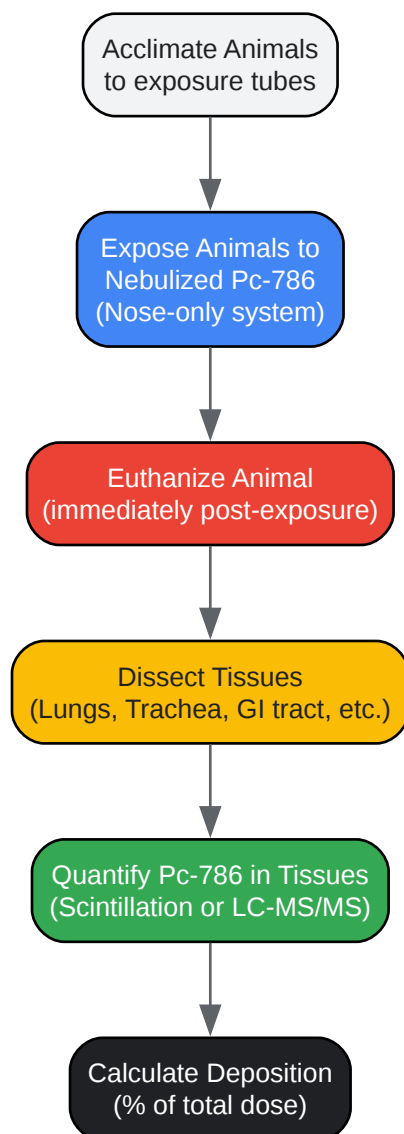 Acclimate Animals
to exposure tubes
Expose Animals to
Nebulized Pc-786
(Nose-only system)
Euthanize Animal
(immediately post-exposure)
Dissect Tissues
(Lungs, Trachea, GI tract, etc.)
Quantify Pc-786 in Tissues
(Scintillation or LC-MS/MS)
Calculate Deposition
(% of total dose)